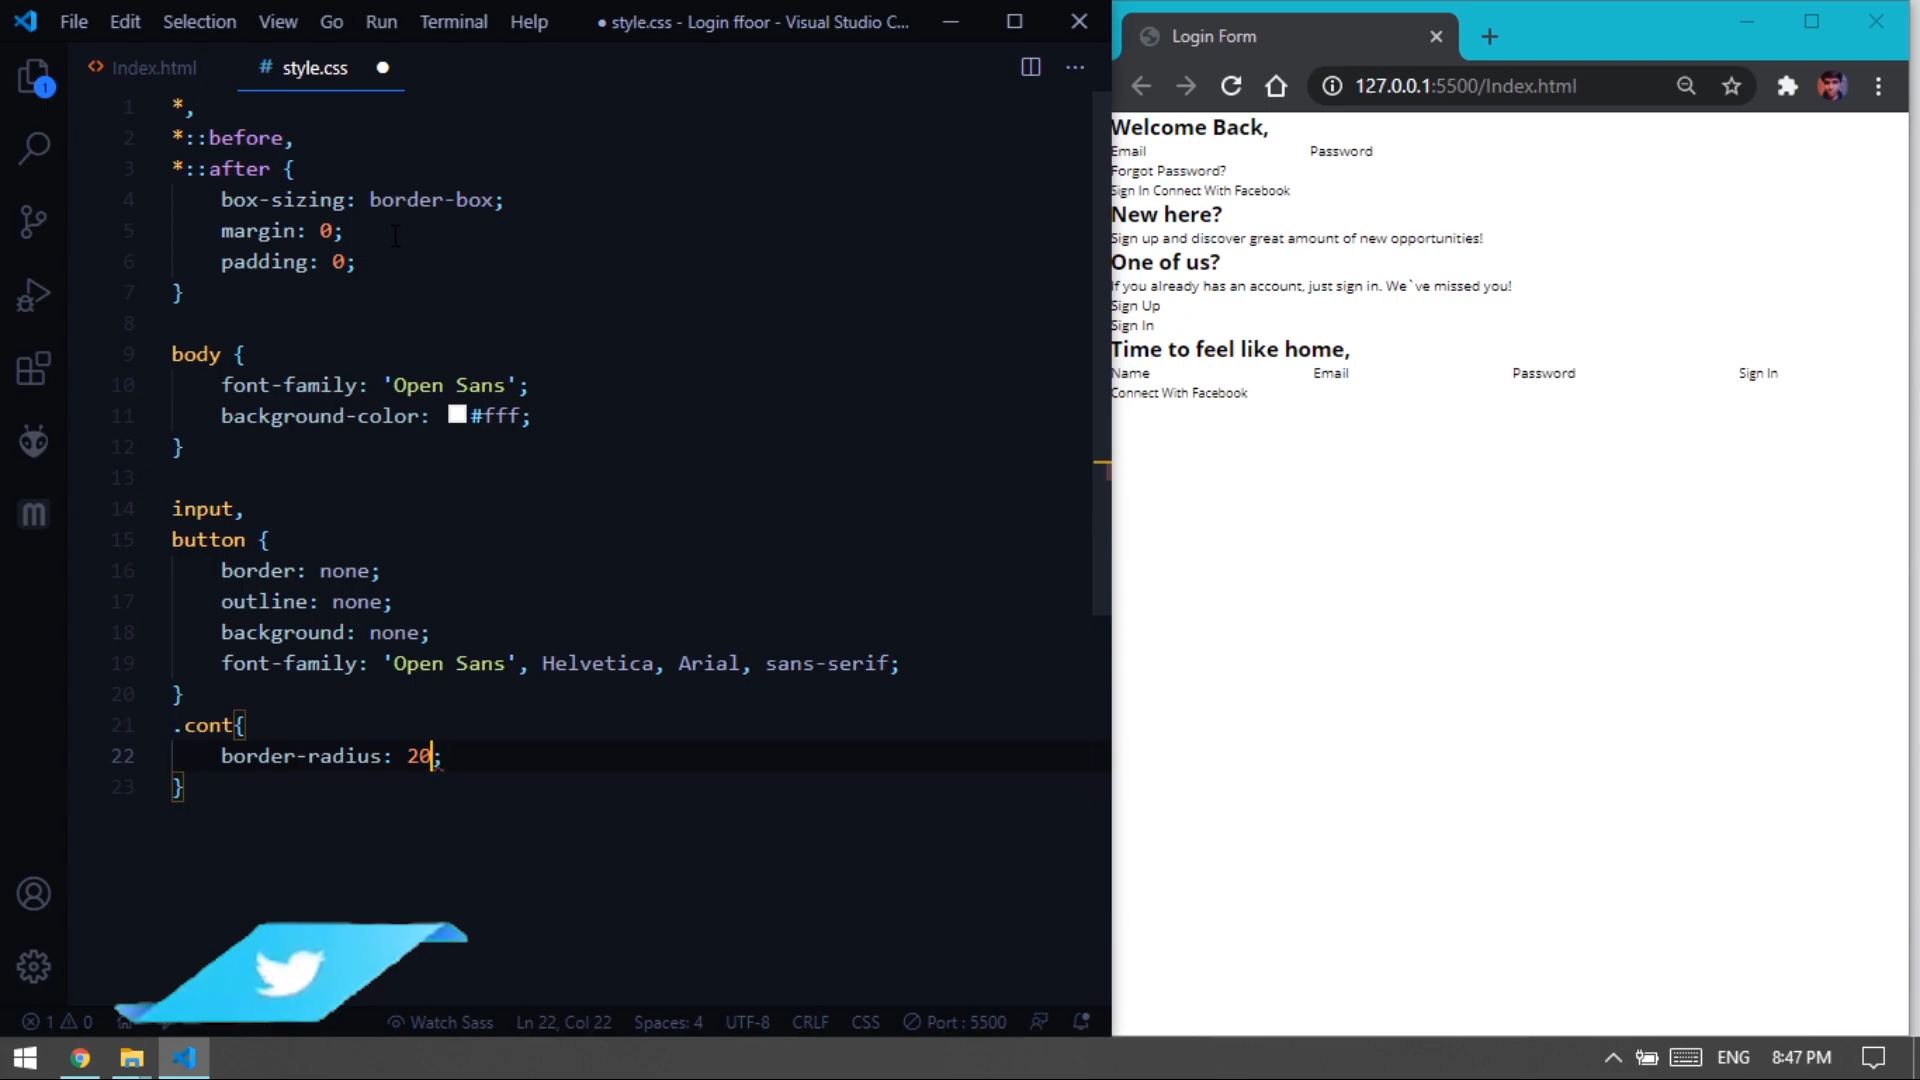 File Edit Selection View Go Run Terminal Help ● style.css - Login ffoor - Visual Studio C...
Index.html
# style.css ●
1 *,
2 *::before,
3 *::after {
4 box-sizing: border-box;
5 margin: 0;
6 padding: 0;
7 }
8
9 body {
10 font-family: 'Open Sans';
11 background-color: #fff;
12 }
13
14 input,
15 button {
16 border: none;
17 outline: none;
18 background: none;
19 font-family: 'Open Sans', Helvetica, Arial, sans-serif;
20 }
21 .cont{
22 border-radius: 20;
23 }
1
1 0 Watch Sass Ln 22, Col 22 Spaces: 4 UTF-8 CRLF CSS Port : 5500
Login Form
127.0.0.1:5500/Index.html
Welcome Back,
Email Password
Forgot Password?
Sign In Connect With Facebook
New here?
Sign up and discover great amount of new opportunities!
One of us?
If you already has an account, just sign in. We`ve missed you!
Sign Up
Sign In
Time to feel like home,
Name Email Password Sign In
Connect With Facebook
ENG 8:47 PM